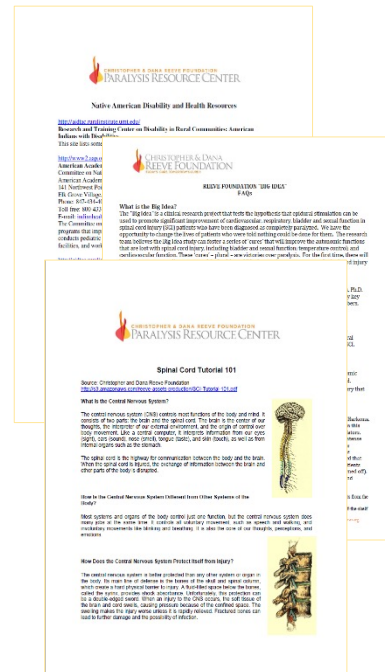 CHRISTOPHER & DANA REEVE FOUNDATION
PARALYSIS RESOURCE CENTER
Native American Disability and Health Resources
Research and Training Center on Disability in Rural Communities: American
Indians with
This site lists some
American
Committee on
American
141 Northwest
Elk Grove Village,
Phone: 847-434-
Toll free: 800-433
E-mail:
The Committee on
programs that
conducts pediatric
facilities, and
CHRISTOPHER & DANA
REEVE FOUNDATION
REEVE FOUNDATION "BIG IDEA"
FAQs
What is the Big Idea?
The "Big Idea" is a clinical research project that tests the hypothesis that epidural stimulation can be
used to promote significant improvement of cardiovascular, respiratory, bladder and sexual function in
spinal cord injury (SCI) patients who have been diagnosed as completely paralyzed. We have the
opportunity to change the lives of patients who were told nothing could be done for them. The research
team believes the Big Idea study can foster a series of 'cures' that will improve the autonomic functions
that are lost with spinal cord injury, including bladder and sexual function, temperature control, and
cardiovascular function. These 'cures' – plural – are victories over paralysis. For the first time, there will
injury
Ph.D.
key
CHRISTOPHER & DANA REEVE FOUNDATION
PARALYSIS RESOURCE CENTER
Spinal Cord Tutorial 101
Source: Christopher and Dana Reeve Foundation
What is the Central Nervous System?
The central nervous system (CNS) controls most functions of the body and mind. It
consists of two parts: the brain and the spinal cord. The brain is the center of our
thoughts, the interpreter of our external environment, and the origin of control over
body movement. Like a central computer, it interprets information from our eyes
(sight), ears (sound), nose (smell), tongue (taste), and skin (touch), as well as from
internal organs such as the stomach.
The spinal cord is the highway for communication between the body and the brain.
When the spinal cord is injured, the exchange of information between the brain and
other parts of the body is disrupted.
How is the Central Nervous System Different from Other Systems of the
Body?
Most systems and organs of the body control just one function, but the central nervous system does
many jobs at the same time. It controls all voluntary movement, such as speech and walking, and
involuntary movements like blinking and breathing. It is also the core of our thoughts, perceptions, and
emotions
How Does the Central Nervous System Protect Itself from Injury?
The central nervous system is better protected than any other system or organ in
the body. Its main line of defense is the bones of the skull and spinal column,
which create a hard physical barrier to injury. A fluid-filled space below the bones,
called the syrinx, provides shock absorbance. Unfortunately, this protection can
be a double-edged sword. When an injury to the CNS occurs, the soft tissue of
the brain and cord swells, causing pressure because of the confined space. The
swelling makes the injury worse unless it is rapidly relieved. Fractured bones can
lead to further damage and the possibility of infection.